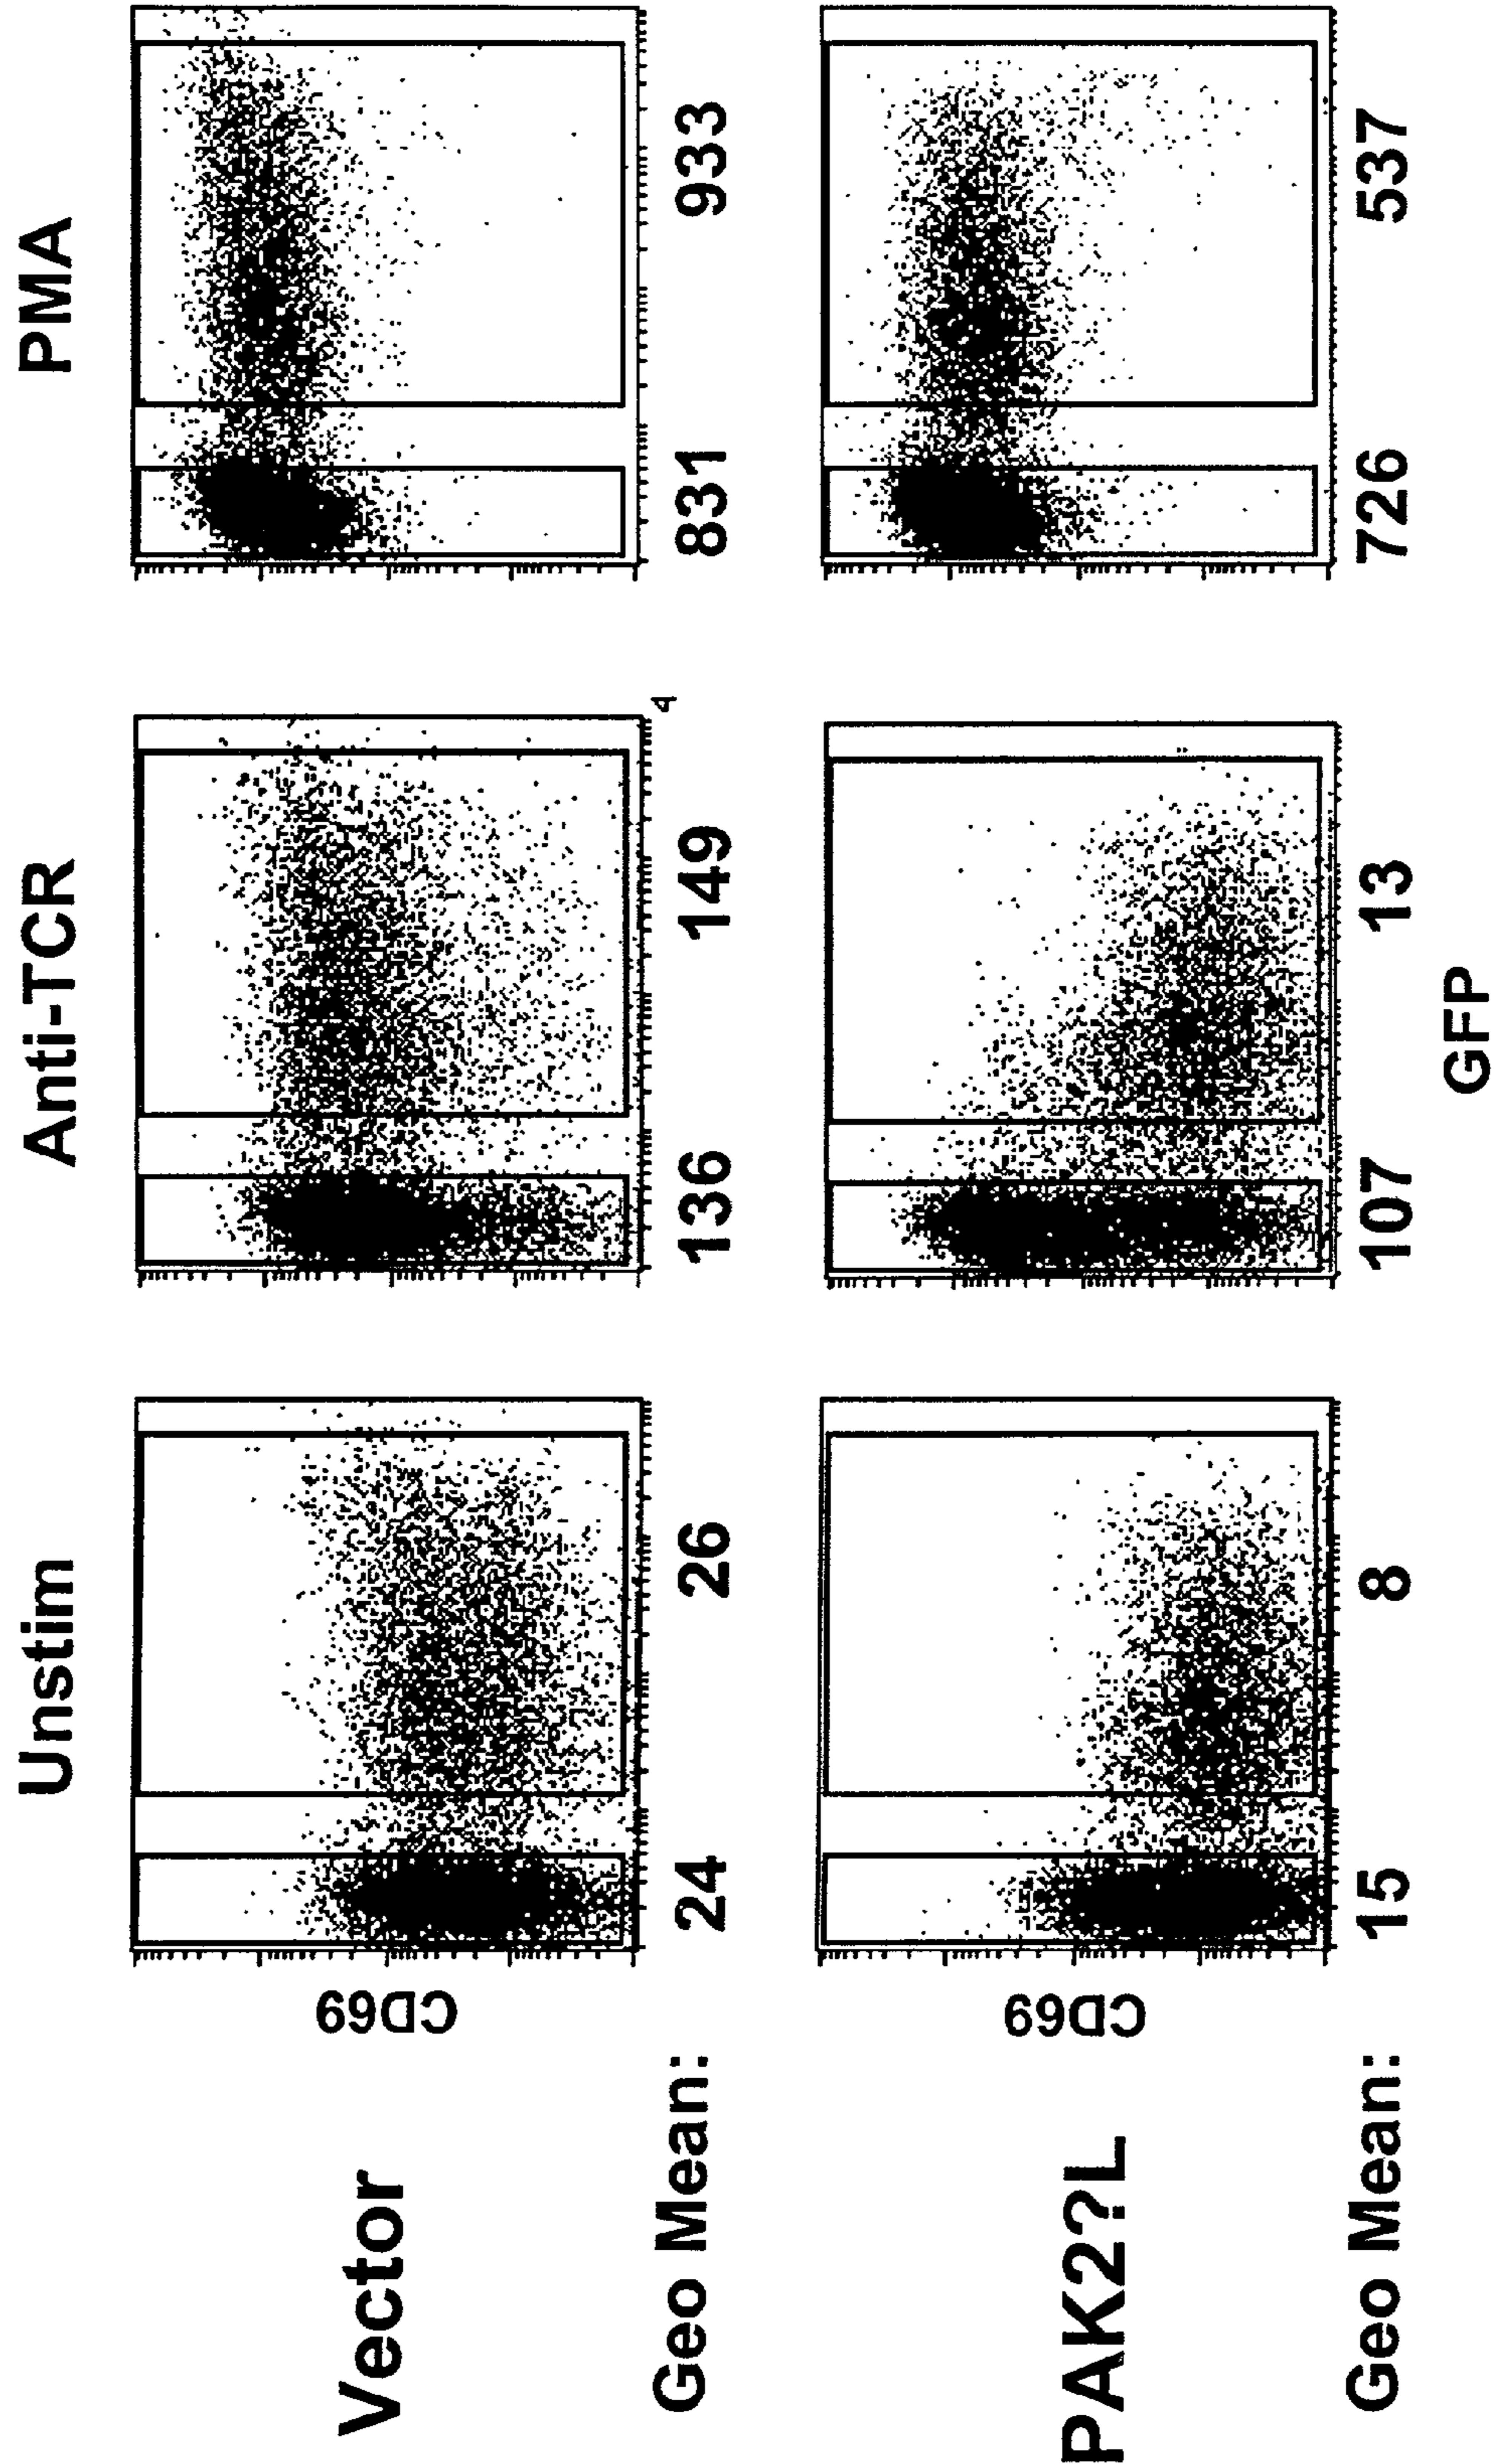 Unstim Anti-TCR PMA
Vector
CD69
4
Geo Mean: 24 26 136 149 831 933
PAK2?L
CD69
Geo Mean: 15 8 107 13 726 537
GFP